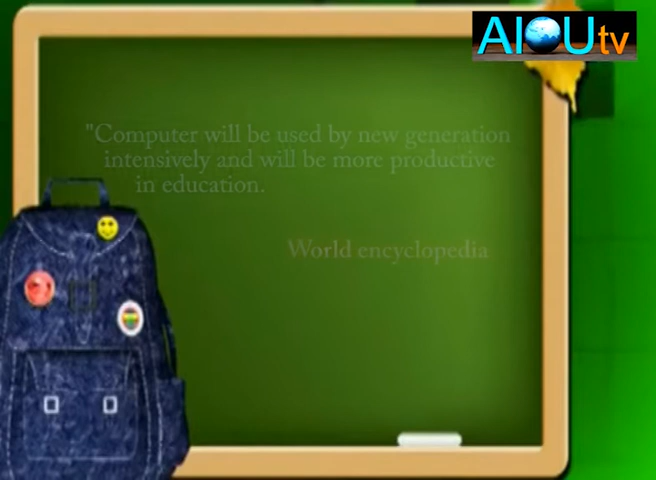 AIOUtv
"Computer will be used by new generation
intensively and will be more productive
in education.
World encyclopedia